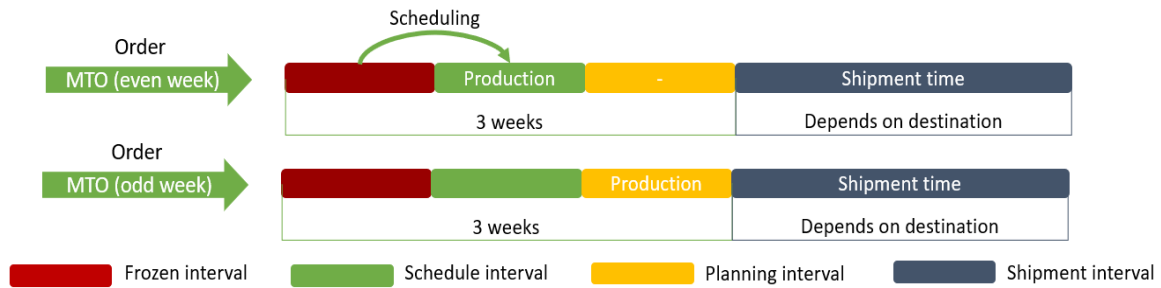 Scheduling
Order
MTO (even week)
Production
-
Shipment time
3 weeks
Depends on destination
Order
MTO (odd week)
Production
Shipment time
3 weeks
Depends on destination
Frozen interval
Schedule interval
Planning interval
Shipment interval